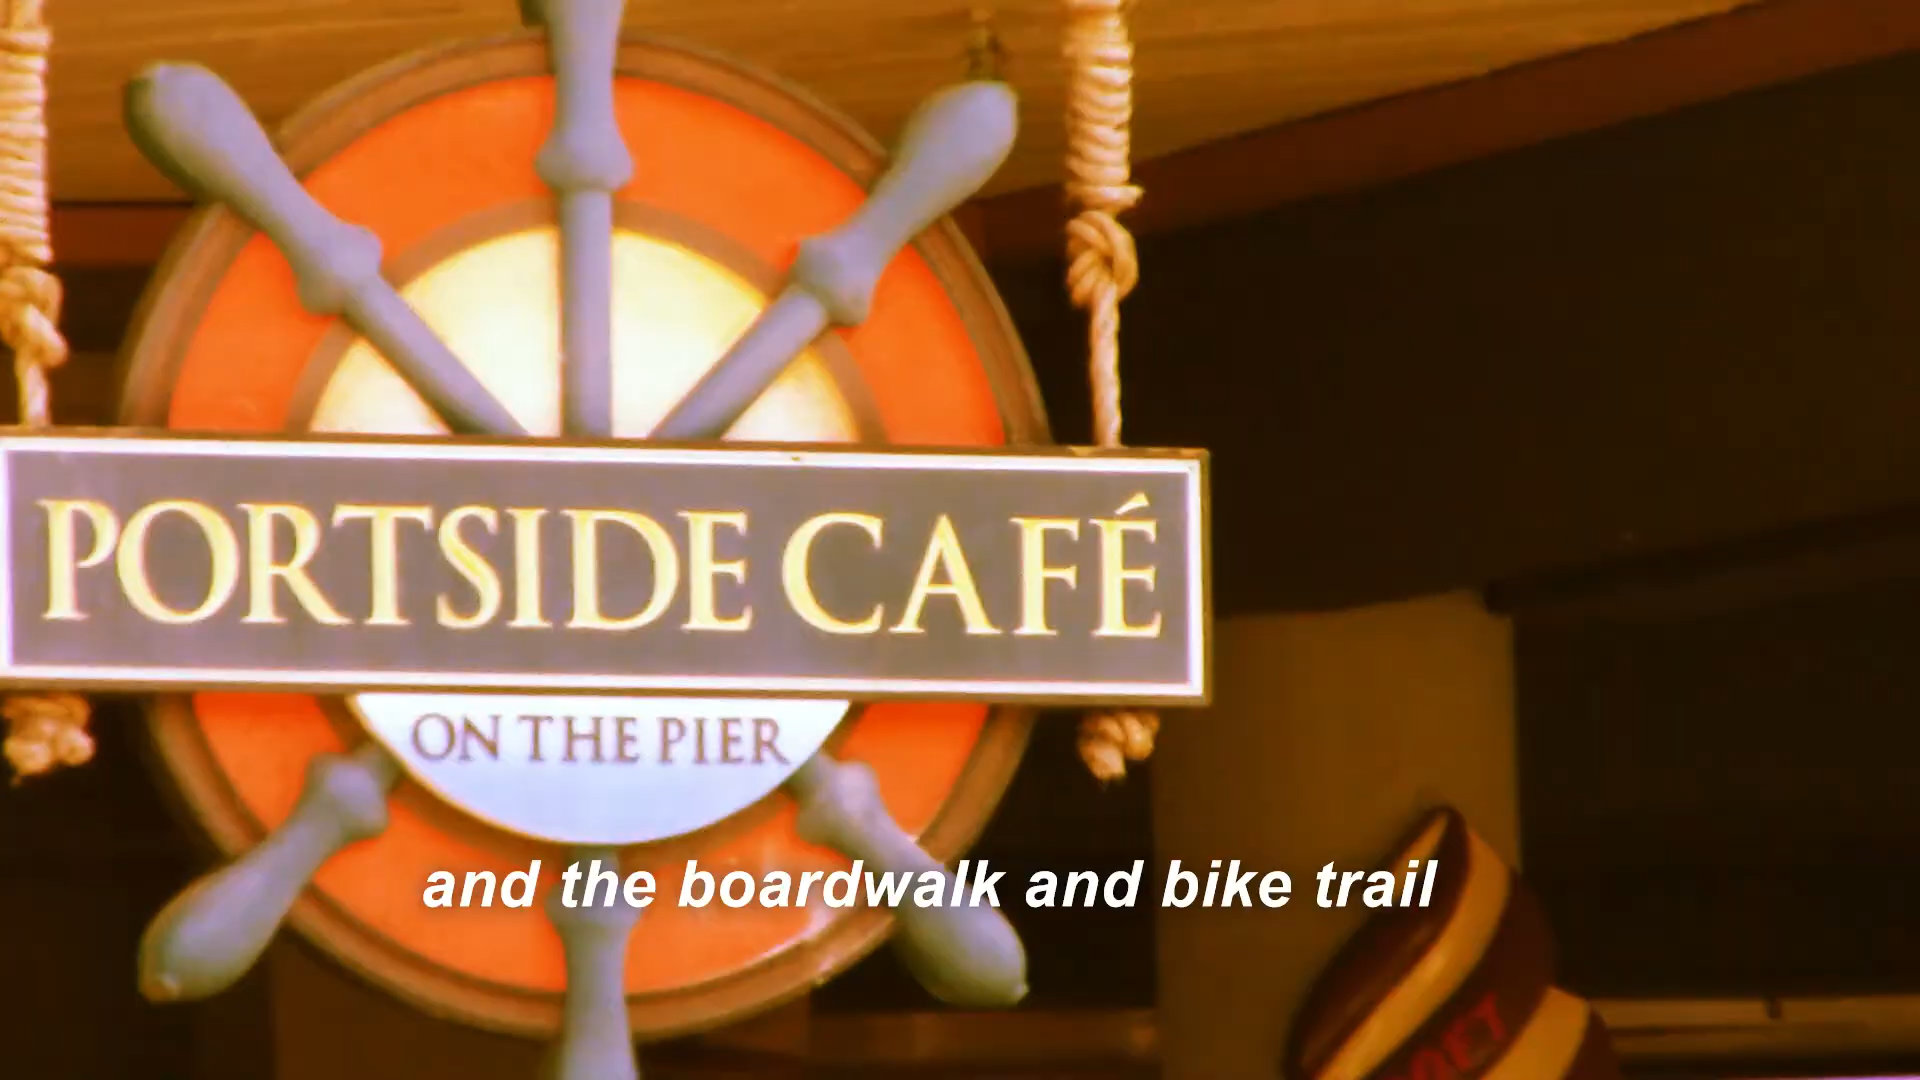 PORTSIDE CAFÉ
ON THE PIER
and the boardwalk and bike trail